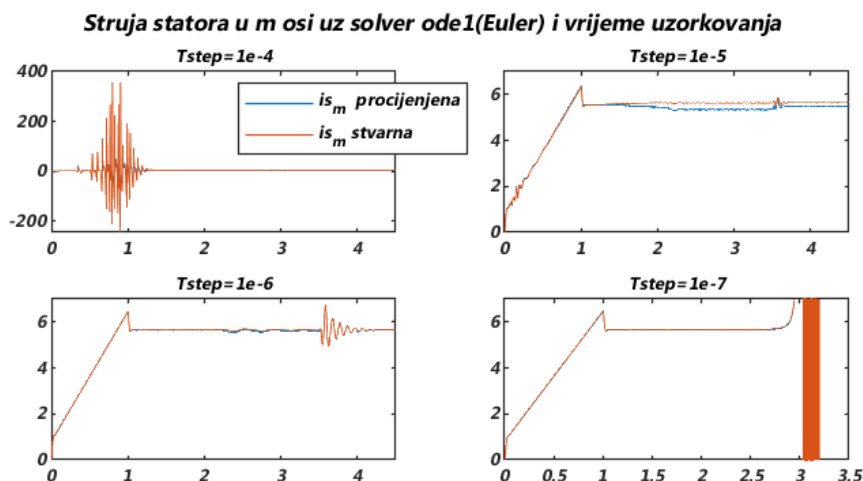 Struja statora u m osi uz solver ode1(Euler) i vrijeme uzorkovanja
Tstep=1e-4
400
200
0
-200
0 1 2 3 4
is_m procijenjena
is_m stvarna
Tstep=1e-5
6
4
2
0
0 1 2 3 4
Tstep=1e-6
6
4
2
0
0 1 2 3 4
Tstep=1e-7
6
4
2
0
0 0.5 1 1.5 2 2.5 3 3.5